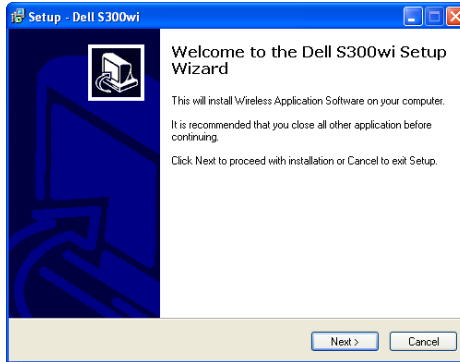 Setup - Dell S300wi
Welcome to the Dell S300wi Setup
Wizard
This will install Wireless Application Software on your computer.
It is recommended that you close all other application before
continuing.
Click Next to proceed with installation or Cancel to exit Setup.
Next >
Cancel